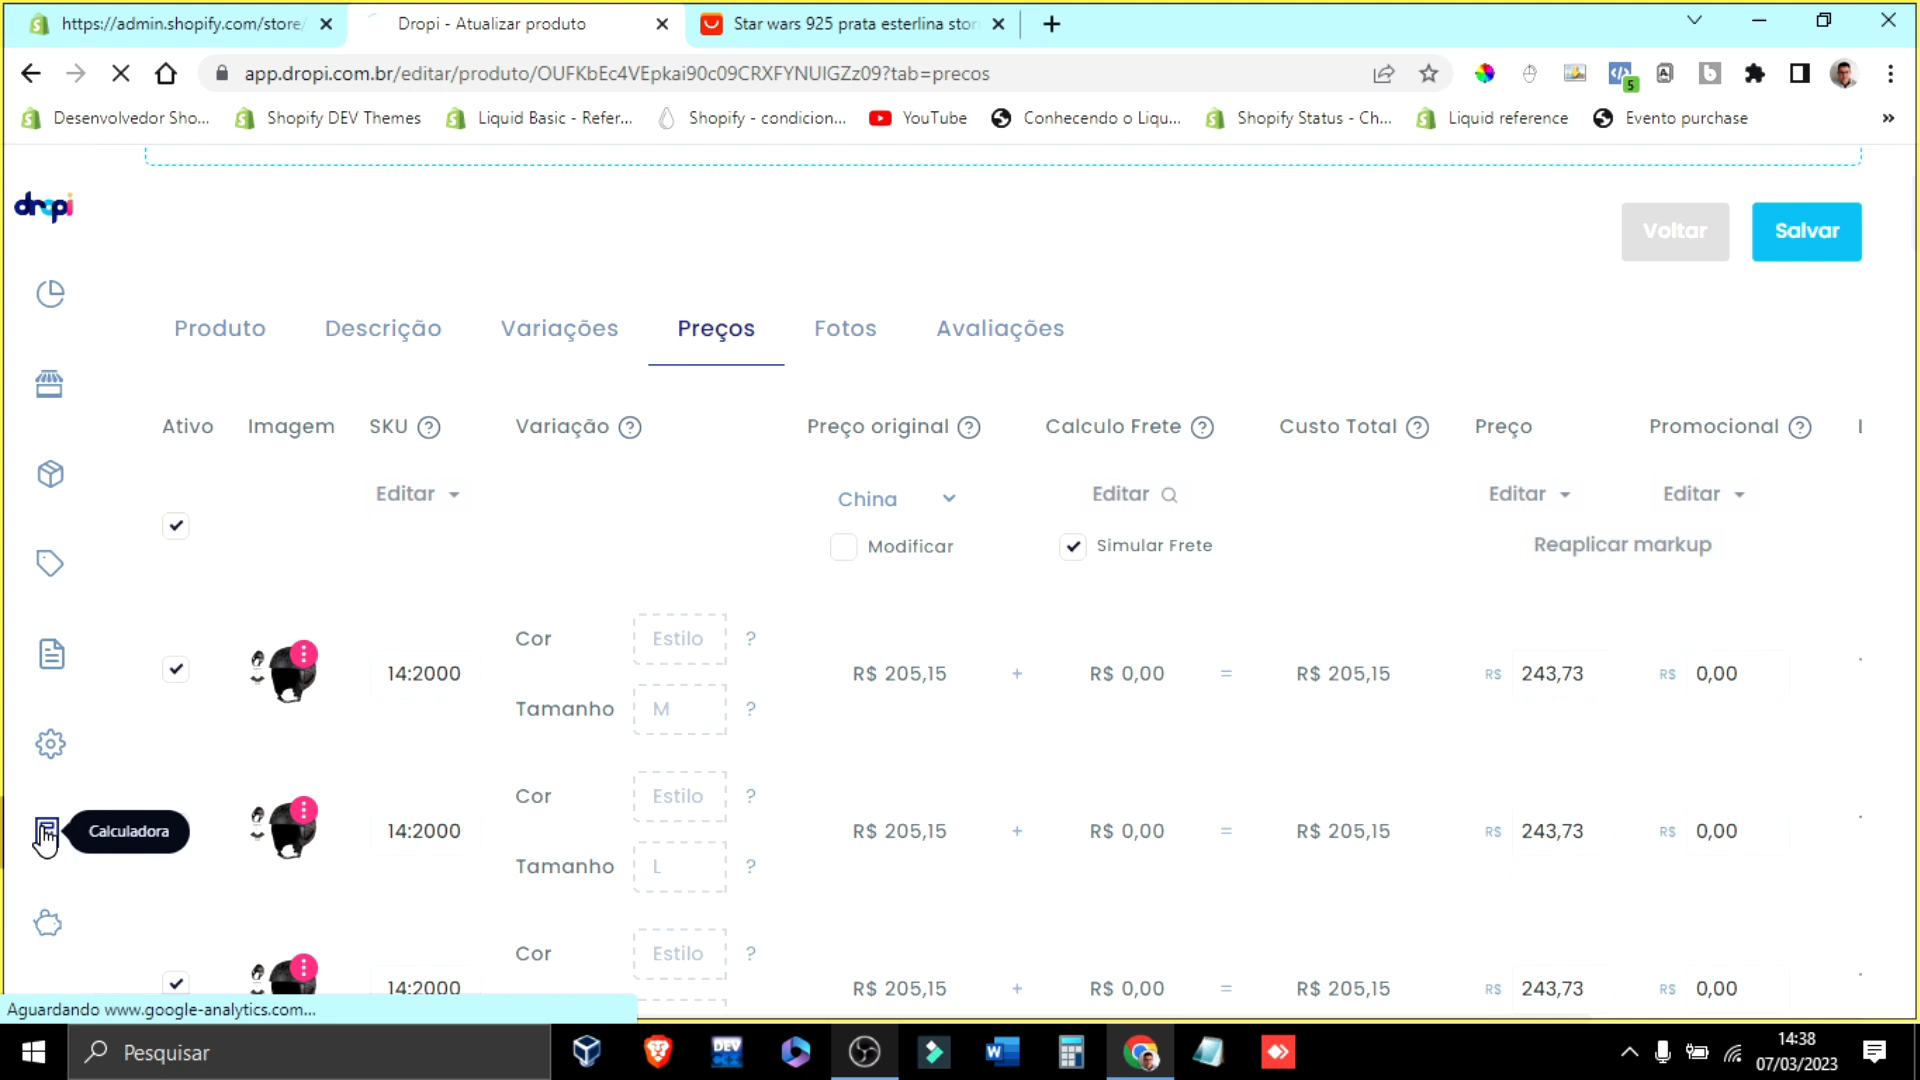 https://admin.shopify.com/store/
Dropi - Atualizar produto
Star wars 925 prata esterlina stor
app.dropi.com.br/editar/produto/OUFKbEc4VEpkai90c09CRXFYNUlGZz09?tab=precos
5
Desenvolvedor Sho...
Shopify DEV Themes
Liquid Basic - Refer...
Shopify - condicion...
YouTube
Conhecendo o Liqu...
Shopify Status - Ch...
Liquid reference
Evento purchase
»
dropi
Voltar
Salvar
Produto
Descrição
Variações
Preços
Fotos
Avaliações
Ativo
Imagem
SKU ?
Variação ?
Preço original ?
Calculo Frete ?
Custo Total ?
Preço
Promocional ?
Editar
China
Editar
Editar
Editar
Modificar
Simular Frete
Reaplicar markup
Cor Estilo ?
14:2000
R$ 205,15 + R$ 0,00 = R$ 205,15 R$ 243,73 R$ 0,00
Tamanho M ?
Cor Estilo ?
Calculadora
14:2000
R$ 205,15 + R$ 0,00 = R$ 205,15 R$ 243,73 R$ 0,00
Tamanho L ?
Cor Estilo ?
14:2000
R$ 205,15 + R$ 0,00 = R$ 205,15 R$ 243,73 R$ 0,00
Aguardando www.google-analytics.com...
Pesquisar
DEV
C++
W
14:38
07/03/2023